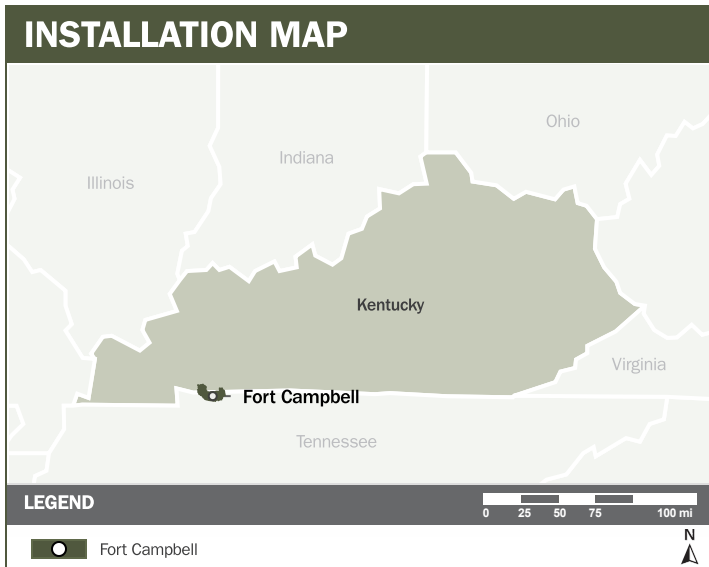 INSTALLATION MAP
Ohio
Indiana
Illinois
Kentucky
Virginia
Fort Campbell
Tennessee
LEGEND
0 25 50 75 100 mi
Fort Campbell
N